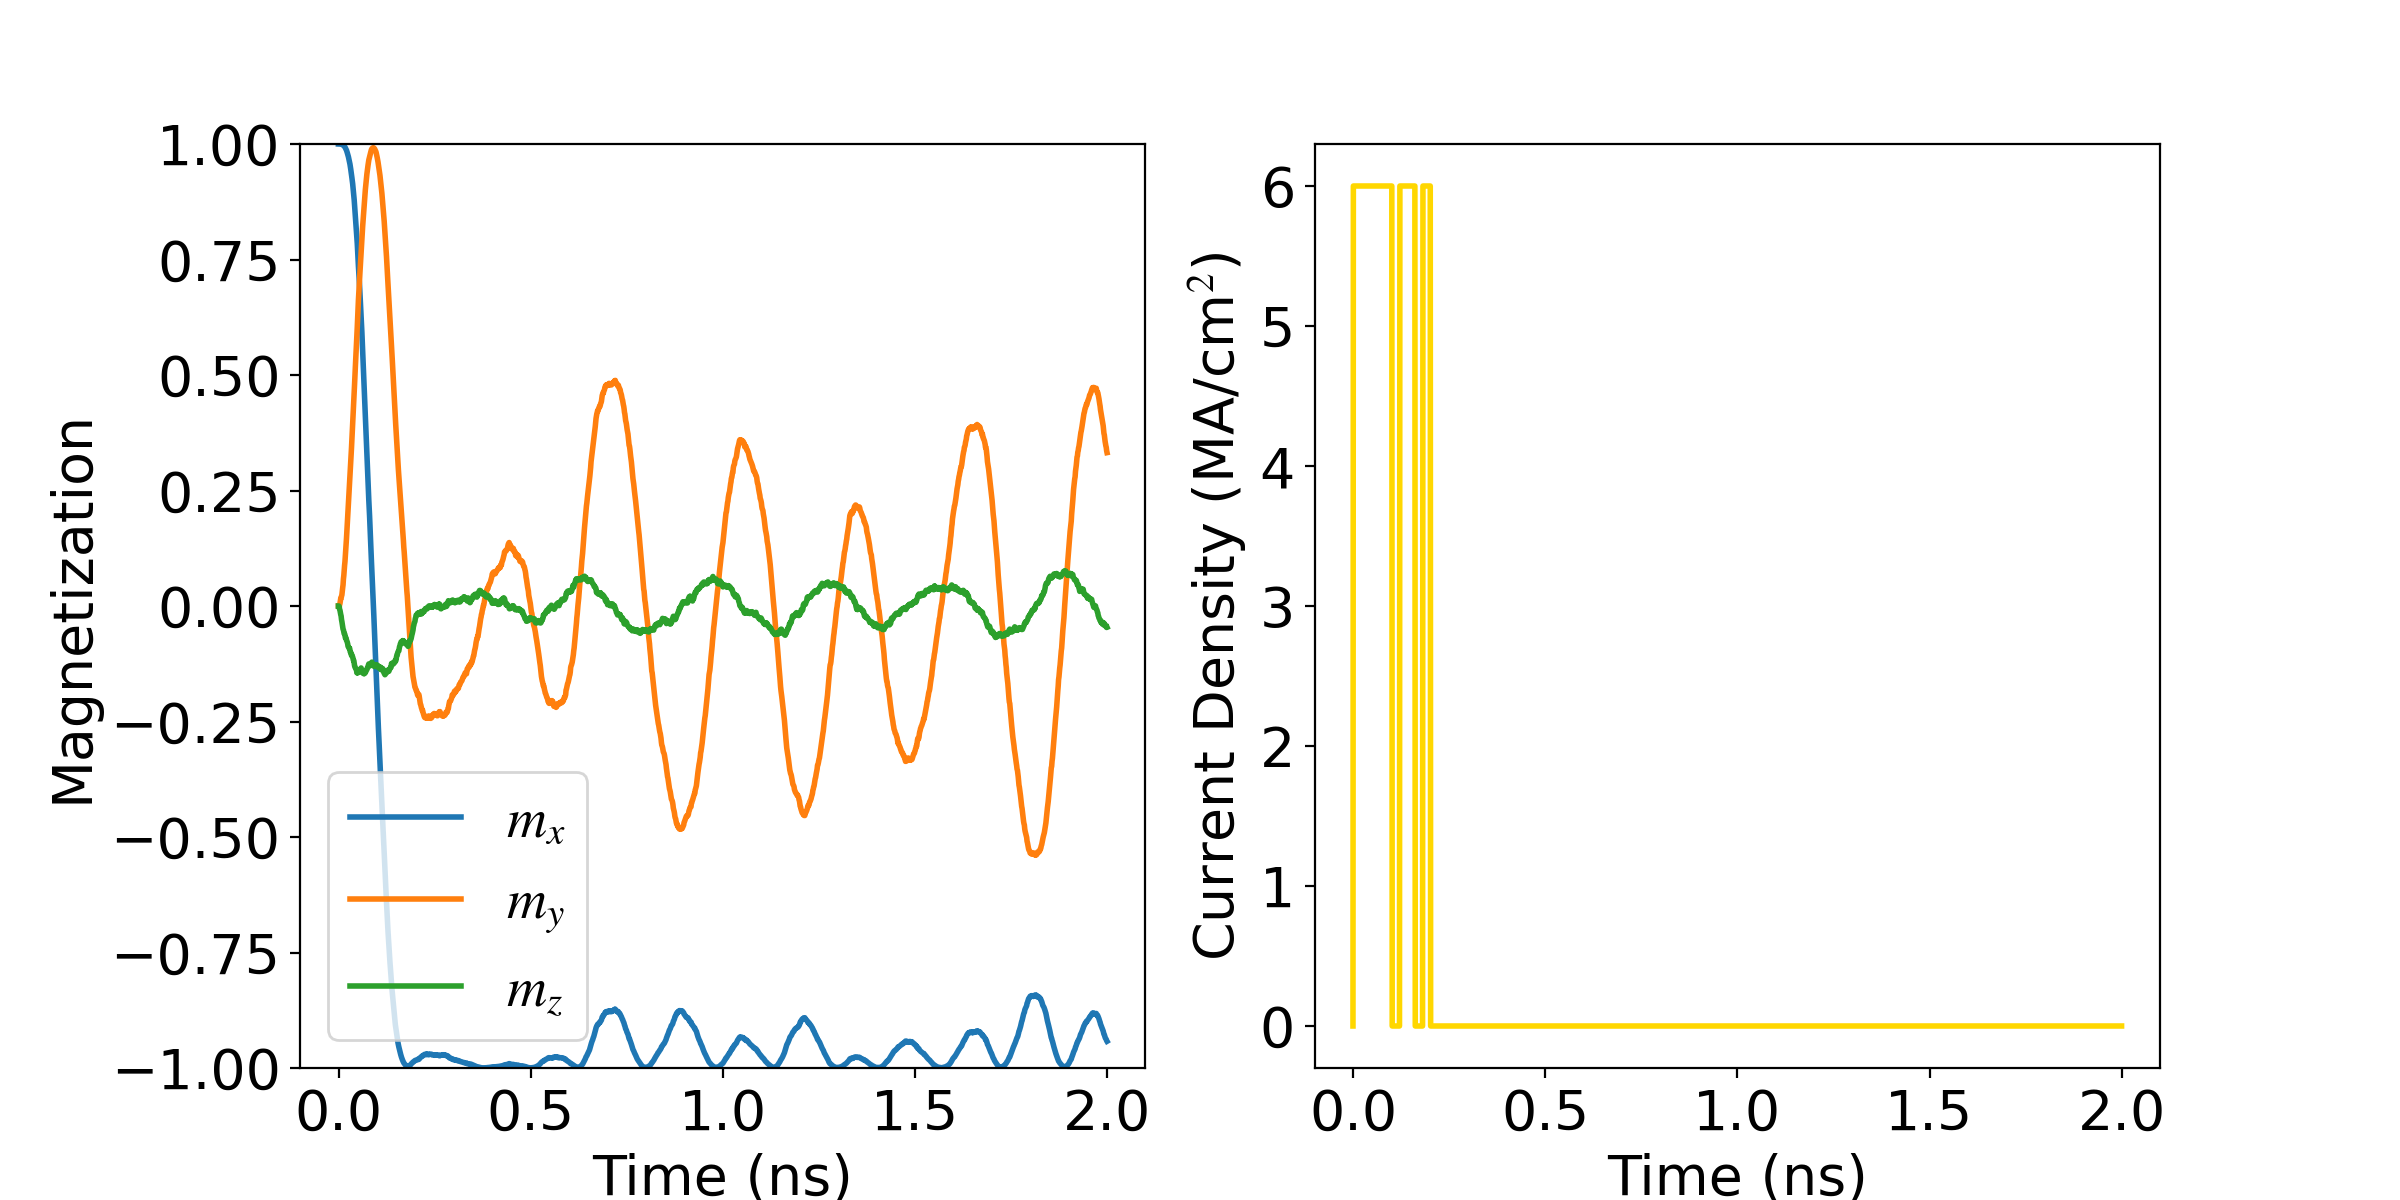 Magnetization
1.00
0.75
0.50
0.25
0.00
−0.25
−0.50
−0.75
−1.00
0.0 0.5 1.0 1.5 2.0
Time (ns)
m_x
m_y
m_z
Current Density (MA/cm²)
6
5
4
3
2
1
0
0.0 0.5 1.0 1.5 2.0
Time (ns)